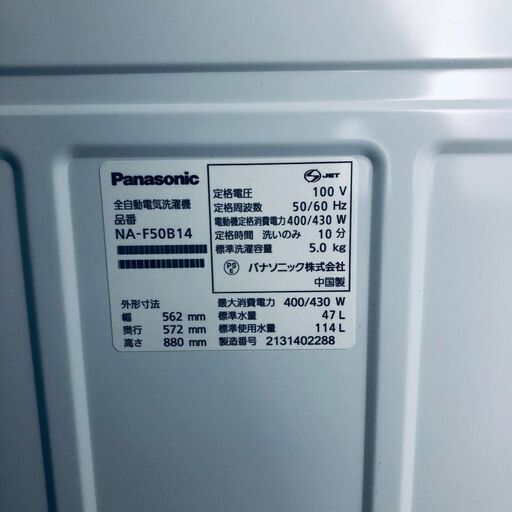 Panasonic
全自動電気洗濯機
品番
NA-F50B14
外形寸法
幅 562 mm
奥行 572 mm
高さ 880 mm
S JET
定格電圧 100 V
定格周波数 50/60 Hz
電動機定格消費電力 400/430 W
定格時間 洗いのみ 10 分
標準洗濯容量 5.0 kg
PS E パナソニック株式会社
中国製
最大消費電力 400/430 W
標準水量 47 L
標準使用水量 114 L
製造番号 2131402288